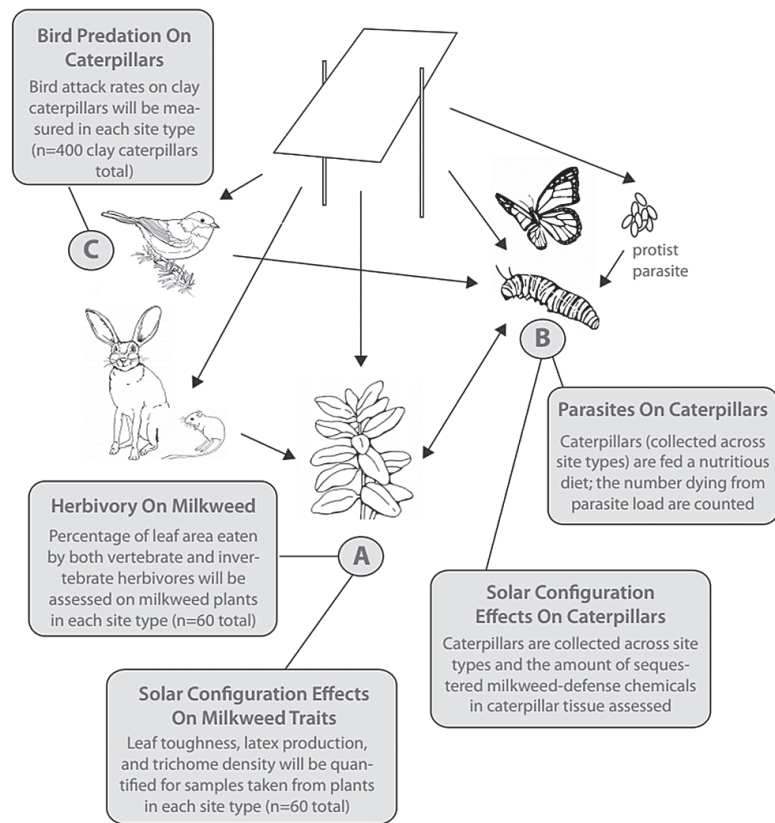 Bird Predation On
Caterpillars
Bird attack rates on clay
caterpillars will be mea-
sured in each site type
(n=400 clay caterpillars
total)
C
protist
parasite
B
Parasites On Caterpillars
Caterpillars (collected across
site types) are fed a nutritious
diet; the number dying from
parasite load are counted
Herbivory On Milkweed
Percentage of leaf area eaten
by both vertebrate and inver-
tebrate herbivores will be
assessed on milkweed plants
in each site type (n=60 total)
A
Solar Configuration
Effects On Caterpillars
Caterpillars are collected across site
types and the amount of seques-
tered milkweed-defense chemicals
in caterpillar tissue assessed
Solar Configuration Effects
On Milkweed Traits
Leaf toughness, latex production,
and trichome density will be quan-
tified for samples taken from plants
in each site type (n=60 total)